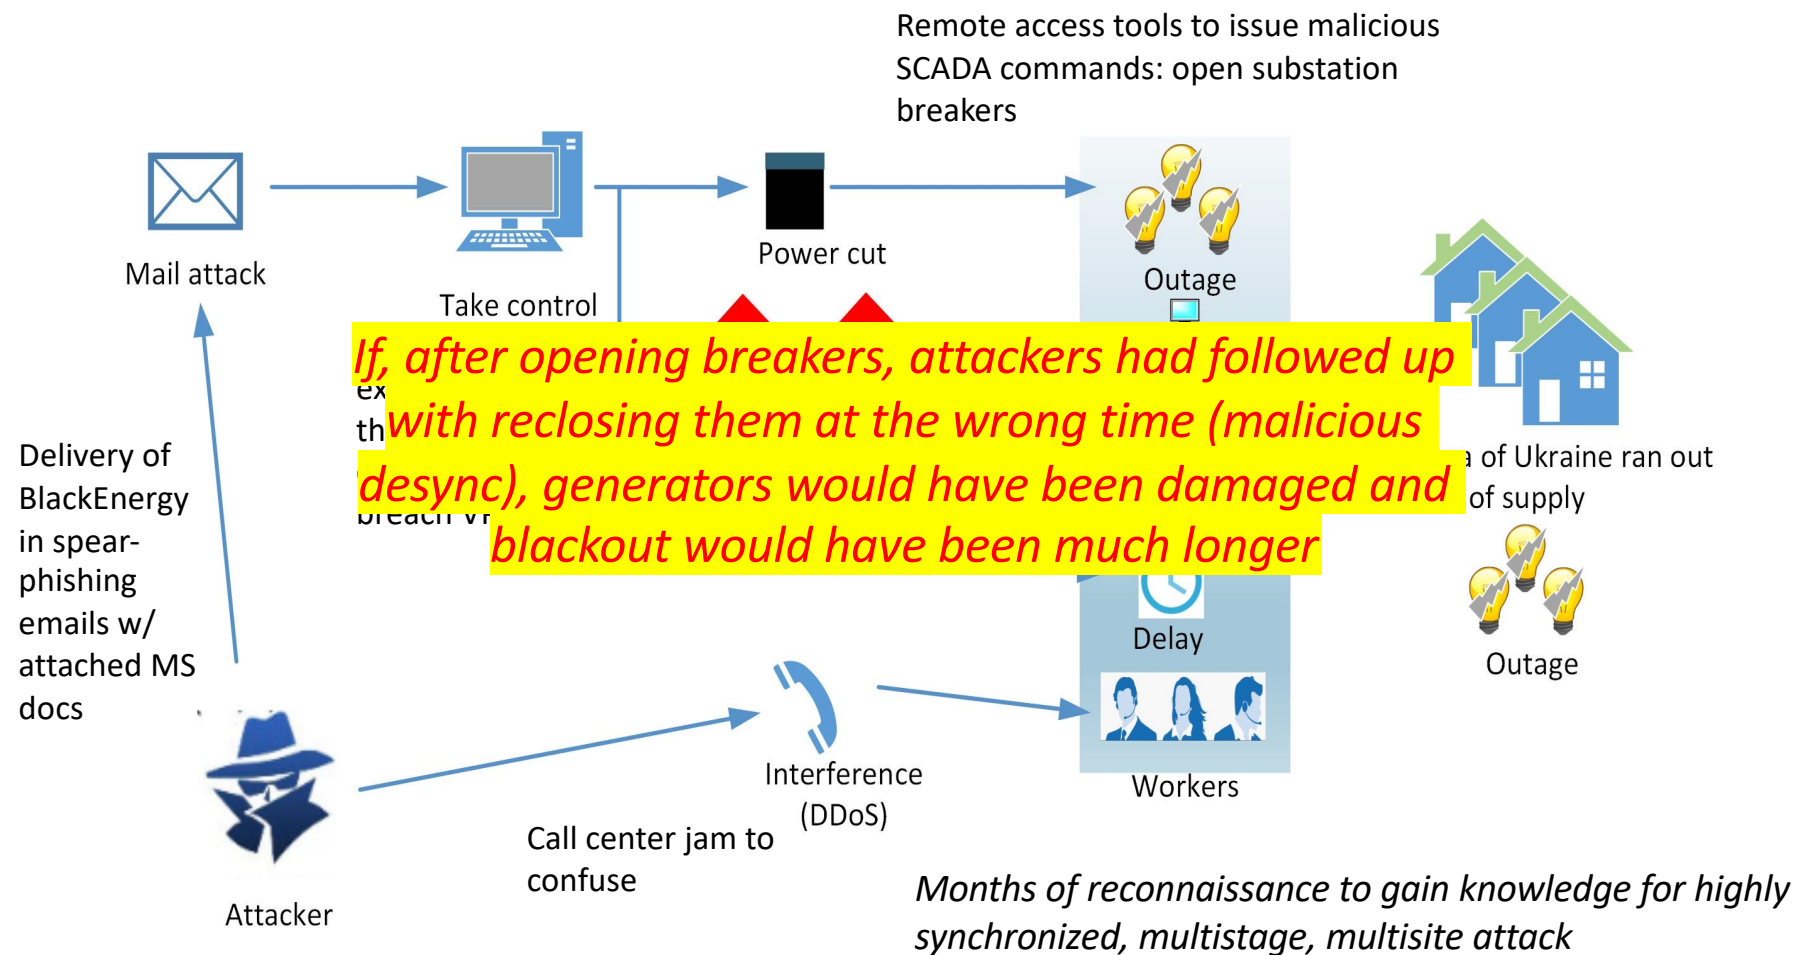 Remote access tools to issue malicious
SCADA commands: open substation
breakers
Mail attack
Take control
Power cut
Outage
If, after opening breakers, attackers had followed up
with reclosing them at the wrong time (malicious
desync), generators would have been damaged and
blackout would have been much longer
of Ukraine ran out
of supply
Delivery of
BlackEnergy
in spear-
phishing
emails w/
attached MS
docs
breach
Delay
Outage
Workers
Interference
(DDoS)
Call center jam to
confuse
Attacker
Months of reconnaissance to gain knowledge for highly
synchronized, multistage, multisite attack